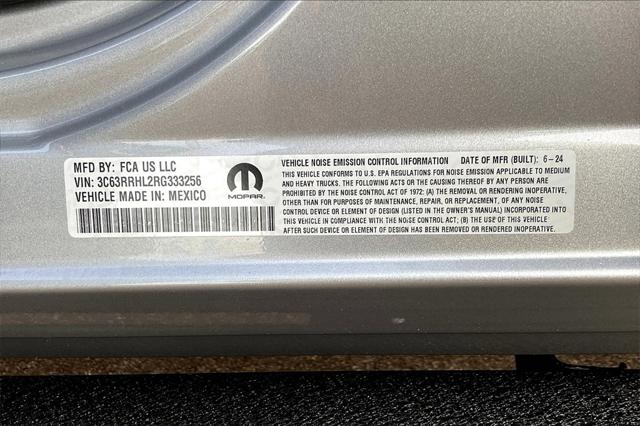 MFD BY: FCA US LLC
VIN: 3C63RRHL2RG333256
VEHICLE MADE IN: MEXICO
MOPAR.
VEHICLE NOISE EMISSION CONTROL INFORMATION DATE OF MFR (BUILT): 6-24
THIS VEHICLE CONFORMS TO U.S. EPA REGULATIONS FOR NOISE EMISSION APPLICABLE TO MEDIUM
AND HEAVY TRUCKS. THE FOLLOWING ACTS OR THE CAUSING THEREOF BY ANY PERSON ARE
PROHIBITED BY THE NOISE CONTROL ACT OF 1972: (A) THE REMOVAL OR RENDERING INOPERATIVE,
OTHER THAN FOR PURPOSES OF MAINTENANCE, REPAIR, OR REPLACEMENT, OF ANY NOISE
CONTROL DEVICE OR ELEMENT OF DESIGN (LISTED IN THE OWNER'S MANUAL) INCORPORATED INTO
THIS VEHICLE IN COMPLIANCE WITH THE NOISE CONTROL ACT; (B) THE USE OF THIS VEHICLE
AFTER SUCH DEVICE OR ELEMENT OF DESIGN HAS BEEN REMOVED OR RENDERED INOPERATIVE.